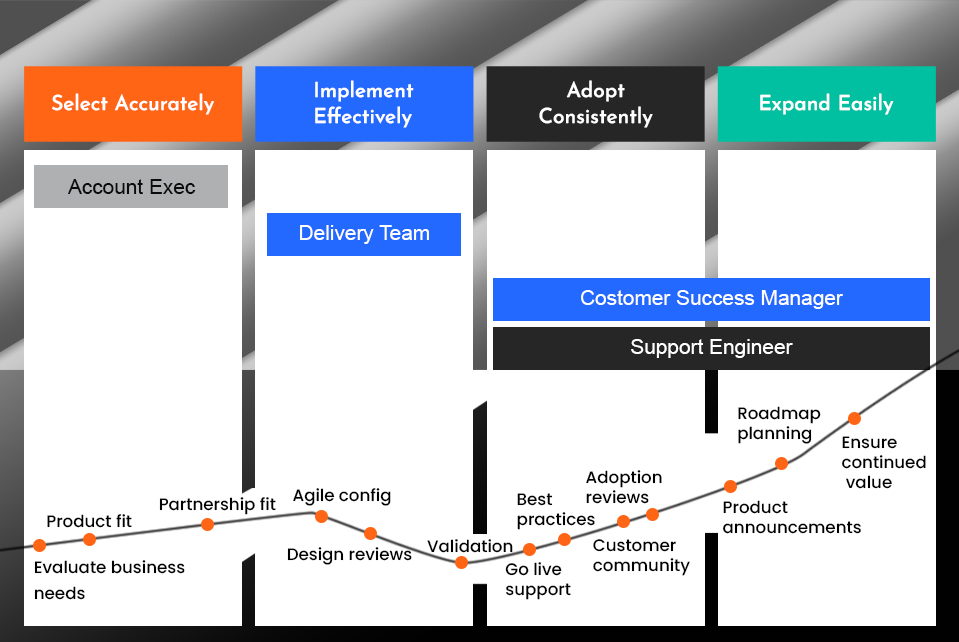 Select Accurately
Implement
Effectively
Adopt
Consistently
Expand Easily
Account Exec
Delivery Team
Costomer Success Manager
Support Engineer
Product fit
Evaluate business
needs
Partnership fit
Agile config
Design reviews
Validation
Best
practices
Go live
support
Adoption
reviews
Customer
community
Roadmap
planning
Product
announcements
Ensure
continued
value